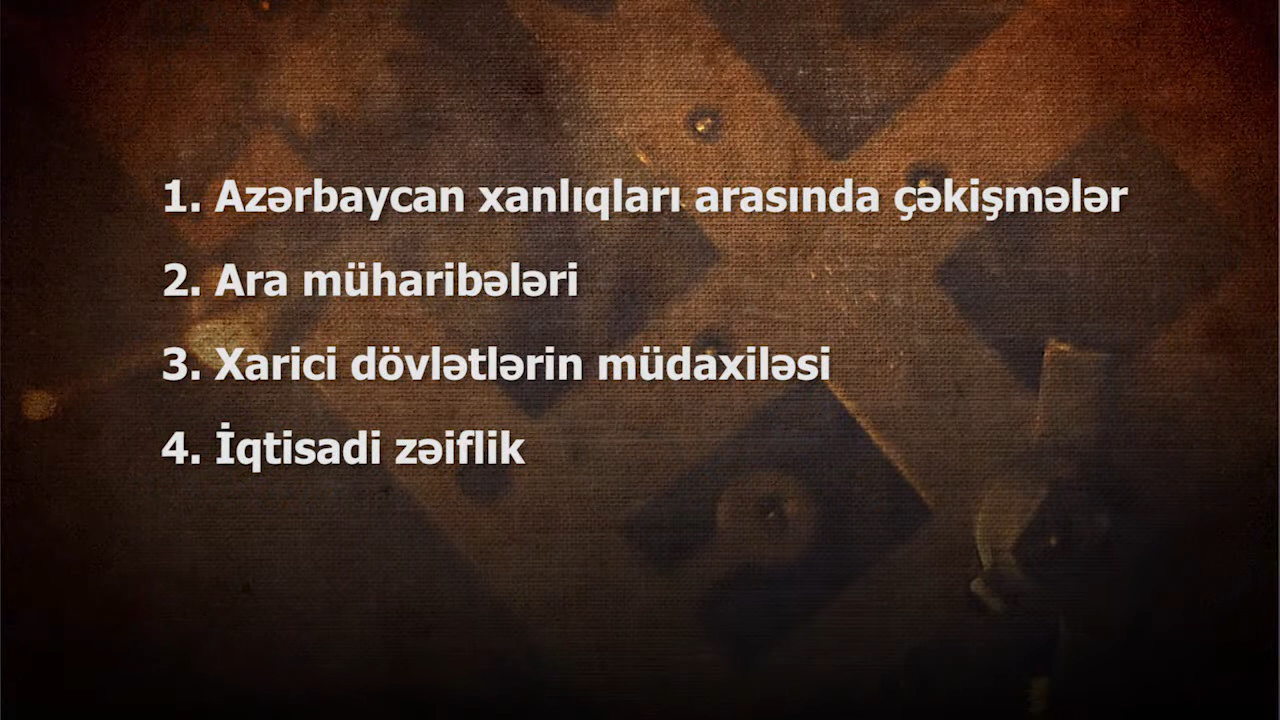 1. Azərbaycan xanlıqları arasında çəkişmələr
2. Ara müharibələri
3. Xarici dövlətlərin müdaxiləsi
4. İqtisadi zəiflik